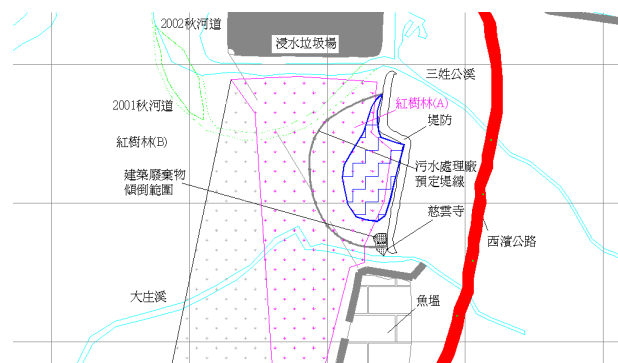 2002秋河道
浸水垃圾場
三姓公溪
2001秋河道
紅樹林(A)
堤防
紅樹林(B)
污水處理廠
預定堤線
建築廢棄物
傾倒範圍
慈雲寺
西濱公路
大庄溪
魚塭